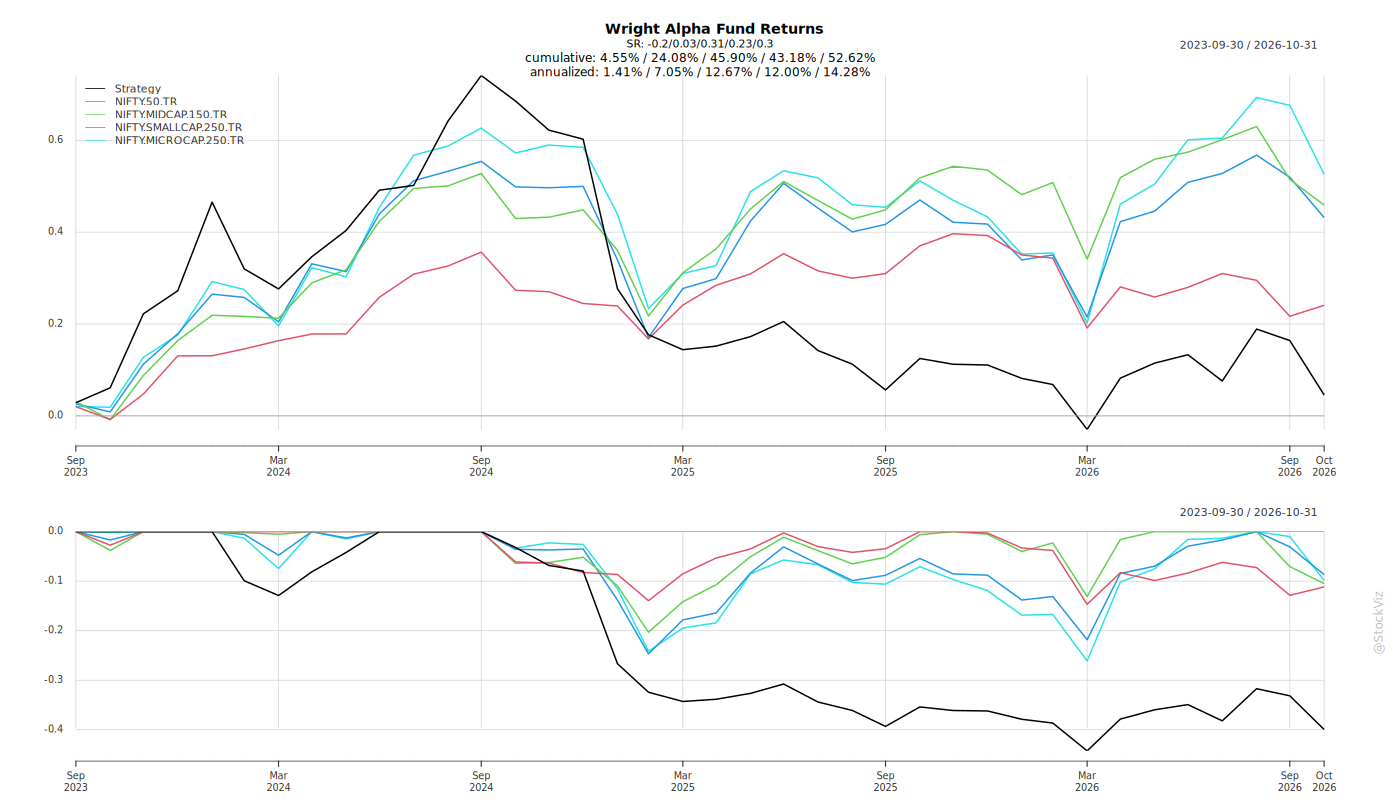 Wright Alpha Fund Returns
SR: -0.2/0.03/0.31/0.23/0.3
cumulative: 4.55% / 24.08% / 45.90% / 43.18% / 52.62%
annualized: 1.41% / 7.05% / 12.67% / 12.00% / 14.28%
2023-09-30 / 2026-10-31
Strategy
NIFTY.50.TR
NIFTY.MIDCAP.150.TR
NIFTY.SMALLCAP.250.TR
NIFTY.MICROCAP.250.TR
0.6
0.4
0.2
0.0
Sep Mar Sep Mar Sep Mar Sep Oct
2023 2024 2024 2025 2025 2026 2026 2026
2023-09-30 / 2026-10-31
0.0
-0.1
-0.2
-0.3
-0.4
Sep Mar Sep Mar Sep Mar Sep Oct
2023 2024 2024 2025 2025 2026 2026 2026
@StockViz